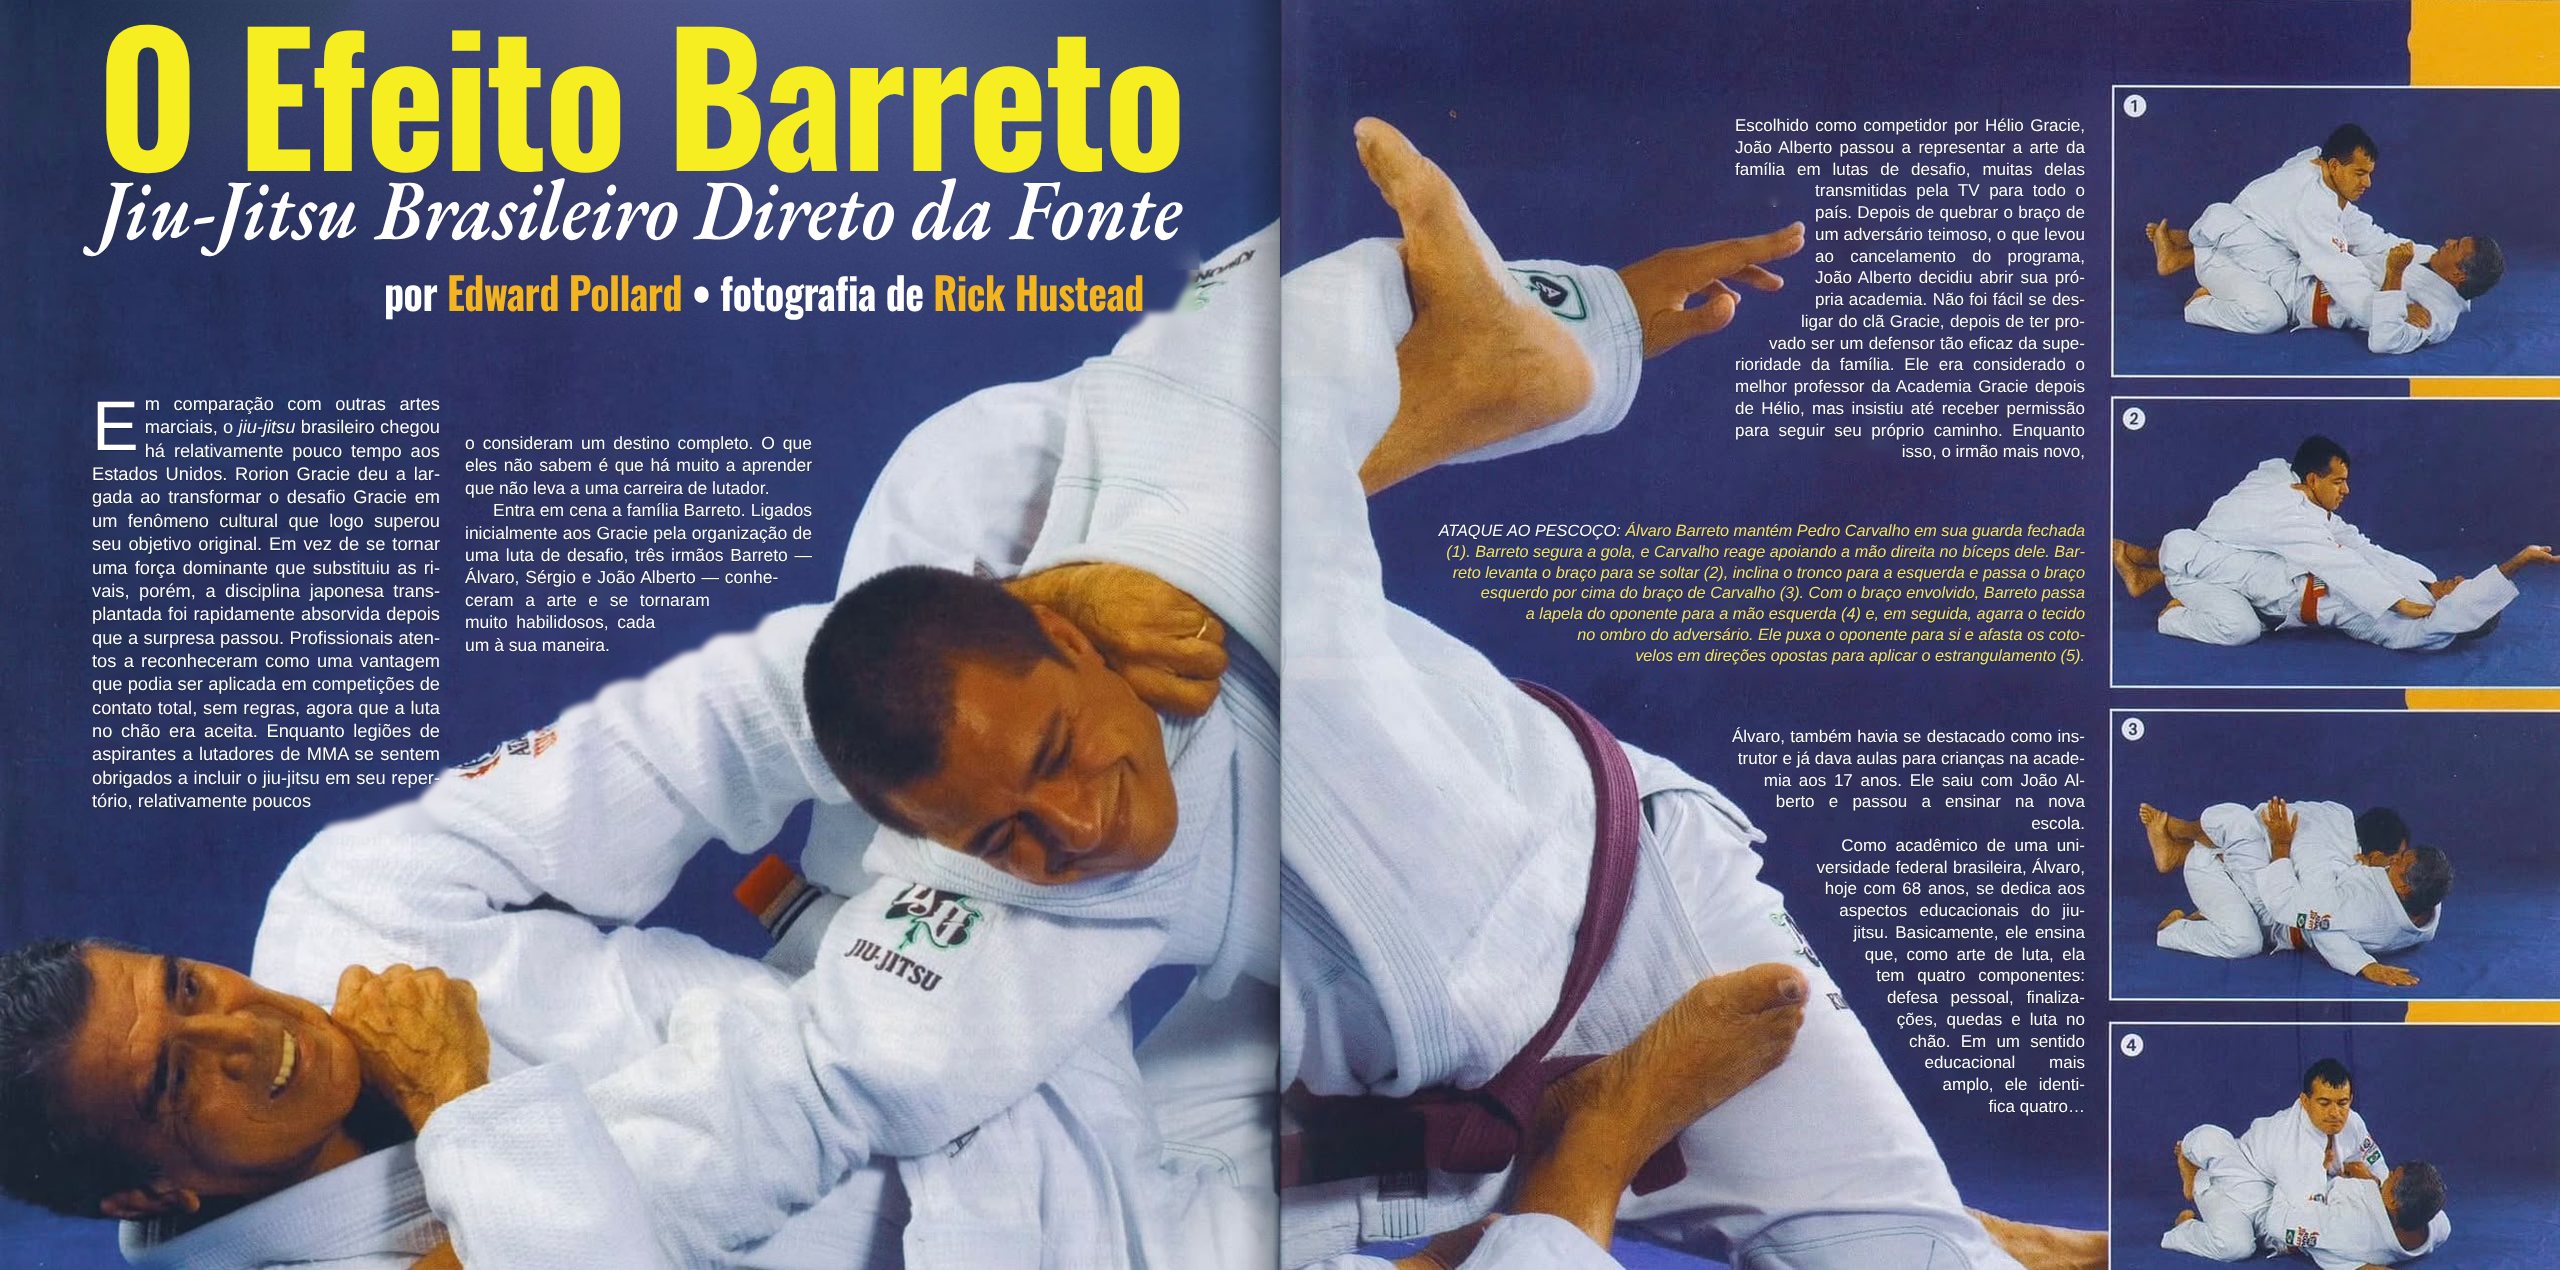 O Efeito Barreto
Jiu-Jitsu Brasileiro Direto da Fonte
por Edward Pollard • fotografia de Rick Hustead
Em comparação com outras artes
marciais, o jiu-jitsu brasileiro chegou
há relativamente pouco tempo aos
Estados Unidos. Rorion Gracie deu a lar-
gada ao transformar o desafio Gracie em
um fenômeno cultural que logo superou
seu objetivo original. Em vez de se tornar
uma força dominante que substituiu as ri-
vais, porém, a disciplina japonesa trans-
plantada foi rapidamente absorvida depois
que a surpresa passou. Profissionais aten-
tos a reconheceram como uma vantagem
que podia ser aplicada em competições de
contato total, sem regras, agora que a luta
no chão era aceita. Enquanto legiões de
aspirantes a lutadores de MMA se sentem
obrigados a incluir o jiu-jitsu em seu reper-
tório, relativamente poucos
o consideram um destino completo. O que
eles não sabem é que há muito a aprender
que não leva a uma carreira de lutador.
Entra em cena a família Barreto. Ligados
inicialmente aos Gracie pela organização de
uma luta de desafio, três irmãos Barreto —
Álvaro, Sérgio e João Alberto — conhe-
ceram a arte e se tornaram
muito habilidosos, cada
um à sua maneira.
JIU-JITSU
Escolhido como competidor por Hélio Gracie,
João Alberto passou a representar a arte da
família em lutas de desafio, muitas delas
transmitidas pela TV para todo o
país. Depois de quebrar o braço de
um adversário teimoso, o que levou
ao cancelamento do programa,
João Alberto decidiu abrir sua pró-
pria academia. Não foi fácil se des-
ligar do clã Gracie, depois de ter pro-
vado ser um defensor tão eficaz da supe-
rioridade da família. Ele era considerado o
melhor professor da Academia Gracie depois
de Hélio, mas insistiu até receber permissão
para seguir seu próprio caminho. Enquanto
isso, o irmão mais novo,
ATAQUE AO PESCOÇO: Álvaro Barreto mantém Pedro Carvalho em sua guarda fechada
(1). Barreto segura a gola, e Carvalho reage apoiando a mão direita no bíceps dele. Bar-
reto levanta o braço para se soltar (2), inclina o tronco para a esquerda e passa o braço
esquerdo por cima do braço de Carvalho (3). Com o braço envolvido, Barreto passa
a lapela do oponente para a mão esquerda (4) e, em seguida, agarra o tecido
no ombro do adversário. Ele puxa o oponente para si e afasta os coto-
velos em direções opostas para aplicar o estrangulamento (5).
Álvaro, também havia se destacado como ins-
trutor e já dava aulas para crianças na acade-
mia aos 17 anos. Ele saiu com João Al-
berto e passou a ensinar na nova
escola.
Como acadêmico de uma uni-
versidade federal brasileira, Álvaro,
hoje com 68 anos, se dedica aos
aspectos educacionais do jiu-
jitsu. Basicamente, ele ensina
que, como arte de luta, ela
tem quatro componentes:
defesa pessoal, finaliza-
ções, quedas e luta no
chão. Em um sentido
educacional mais
amplo, ele identi-
fica quatro…
1
2
3
4